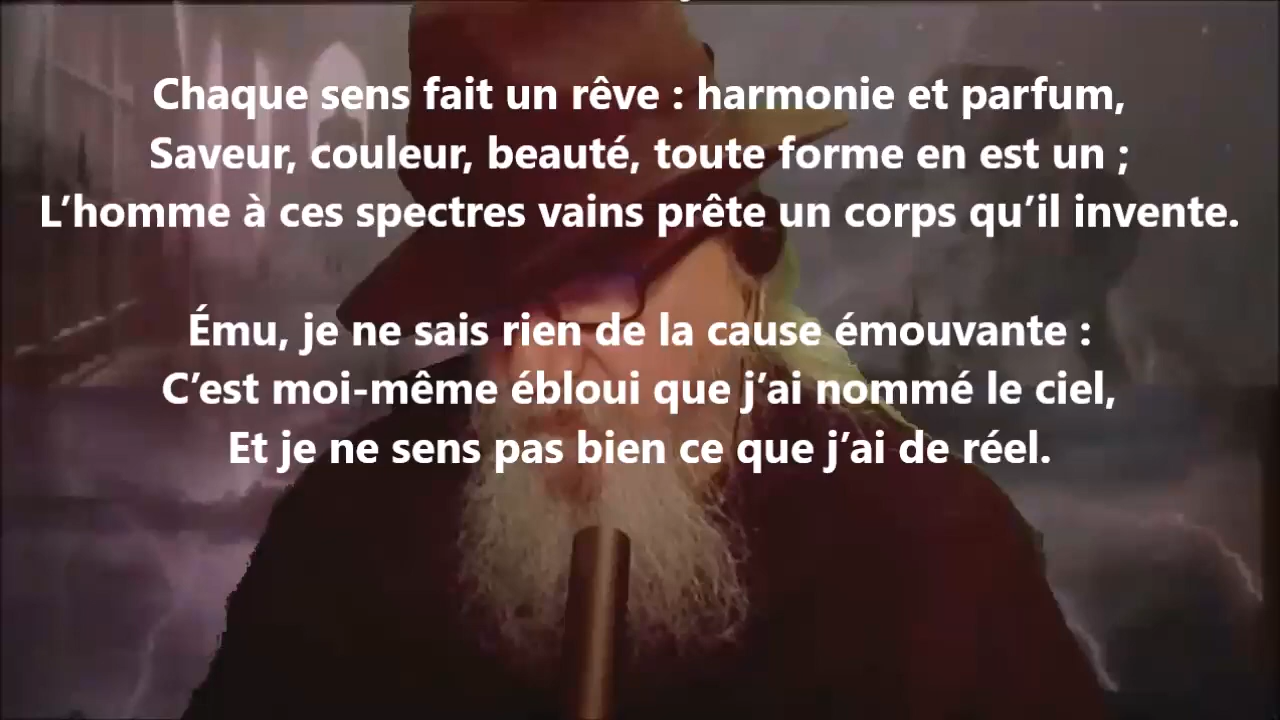 Chaque sens fait un rêve : harmonie et parfum,
Saveur, couleur, beauté, toute forme en est un ;
L’homme à ces spectres vains prête un corps qu’il invente.
Ému, je ne sais rien de la cause émouvante :
C’est moi-même ébloui que j’ai nommé le ciel,
Et je ne sens pas bien ce que j’ai de réel.